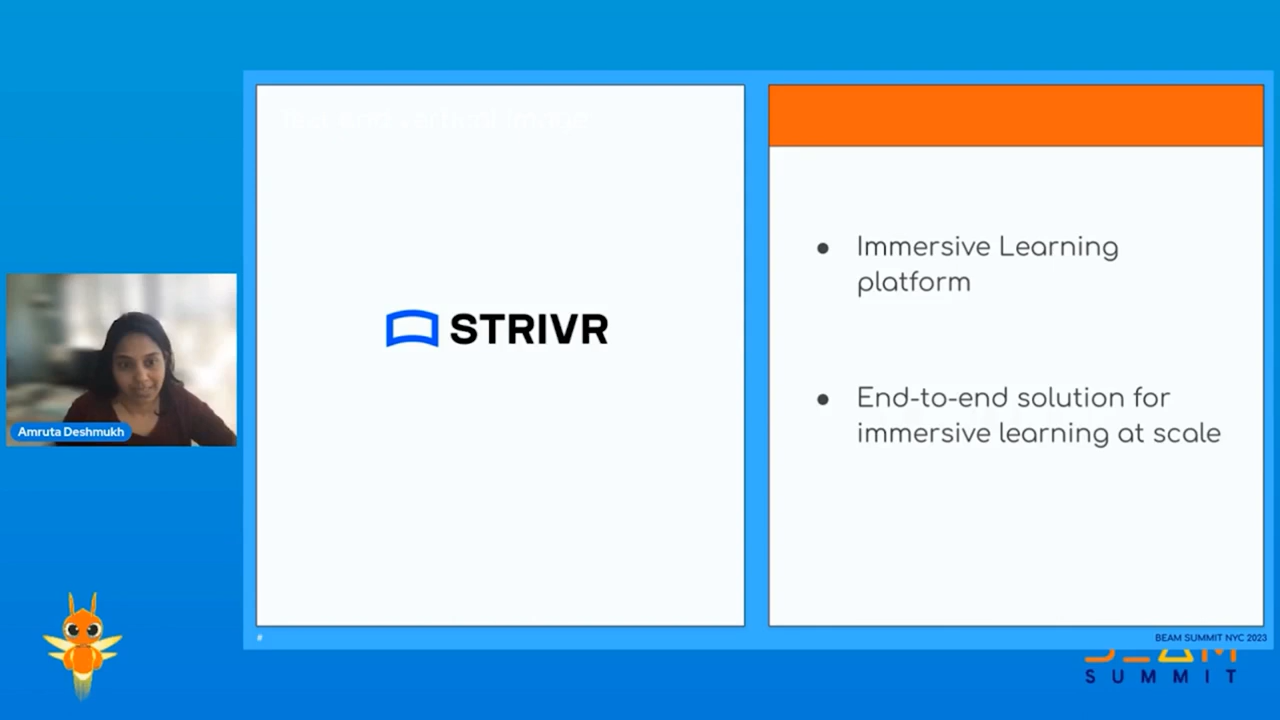 STRIVR
Immersive Learning
platform
End-to-end solution for
immersive learning at scale
Amruta Deshmukh
#
BEAM SUMMIT NYC 2023
BEAM
SUMMIT